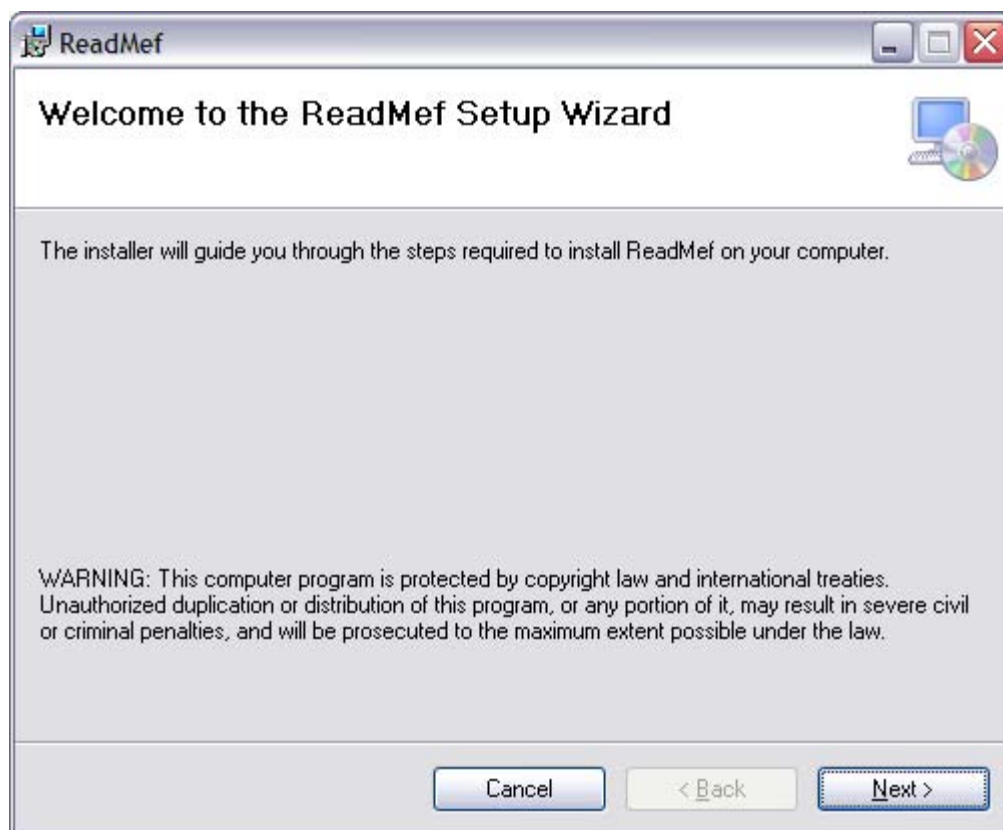 ReadMef
Welcome to the ReadMef Setup Wizard
The installer will guide you through the steps required to install ReadMef on your computer.
WARNING: This computer program is protected by copyright law and international treaties.
Unauthorized duplication or distribution of this program, or any portion of it, may result in severe civil
or criminal penalties, and will be prosecuted to the maximum extent possible under the law.
Cancel
< Back
Next >